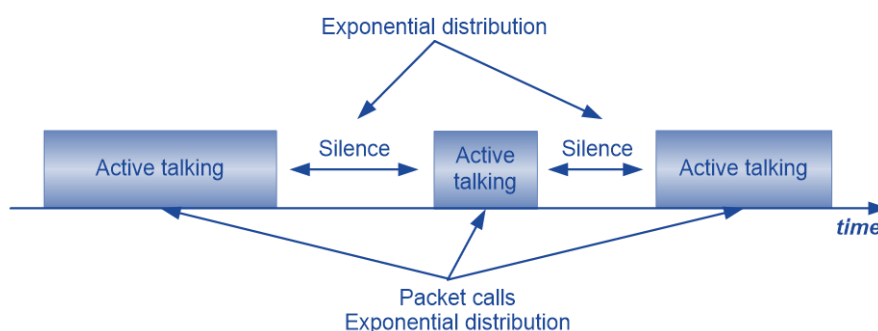 Exponential distribution
Silence
Silence
Active talking
Active
talking
Active talking
time
Packet calls
Exponential distribution